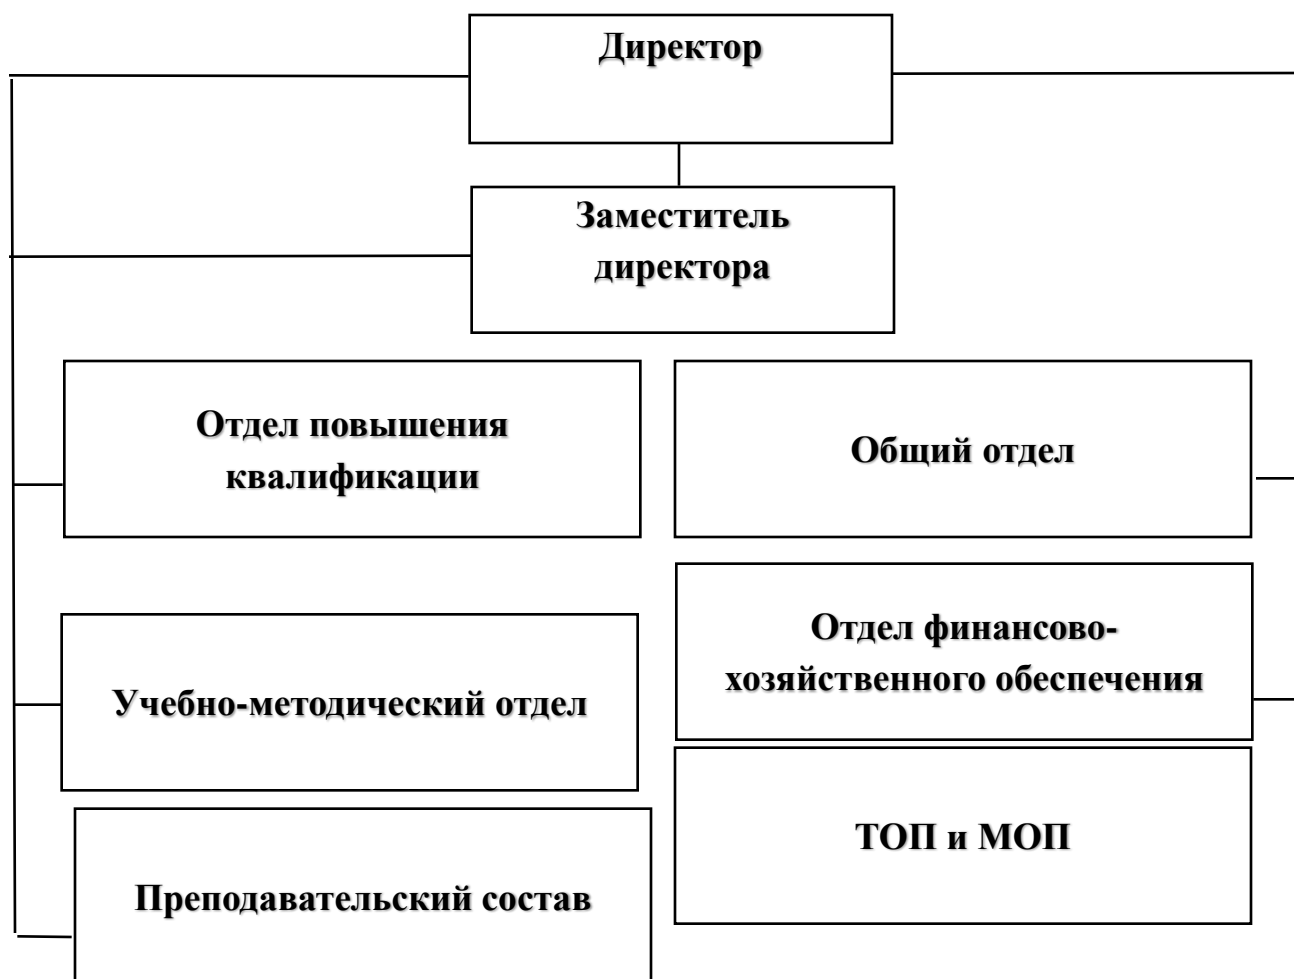 Директор
Заместитель
директора
Отдел повышения
квалификации
Общий отдел
Учебно-методический отдел
Отдел финансово-
хозяйственного обеспечения
Преподавательский состав
ТОП и МОП